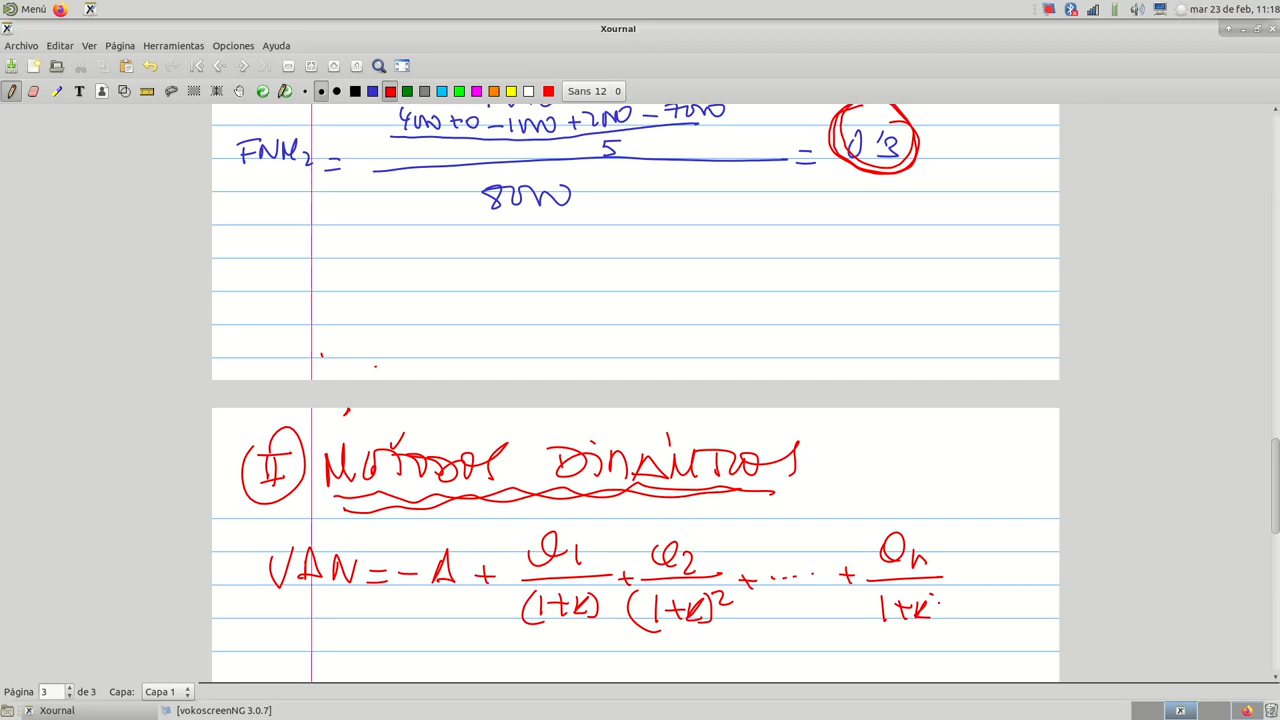 Menú mar 23 de feb, 11:18
Xournal
Archivo Editar Ver Página Herramientas Opciones Ayuda
T Sans 12 0
4000+0-1000+2000-7000
5
FNM2 = = 0'3
8000
II MÉTODOS DINÁMICOS
VAN = - A + Q1/(1+k) + Q2/(1+k)² + .... + Qn/1+k
Página 3 de 3 Capa: Capa 1
Xournal [vokoscreenNG 3.0.7]